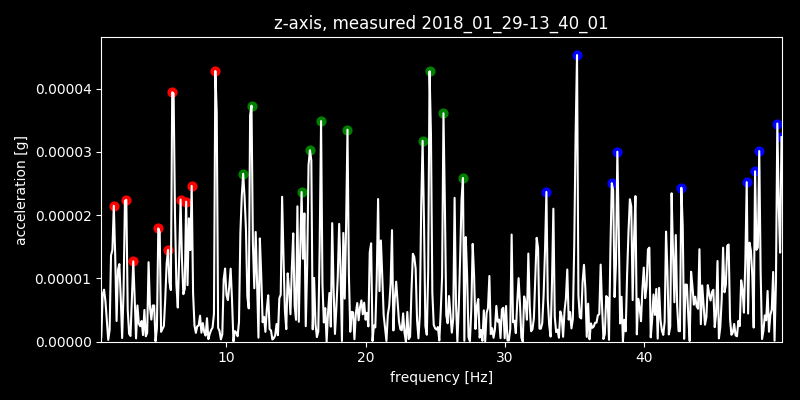 z-axis, measured 2018_01_29-13_40_01
acceleration [g]
0.00004
0.00003
0.00002
0.00001
0.00000
10 20 30 40
frequency [Hz]